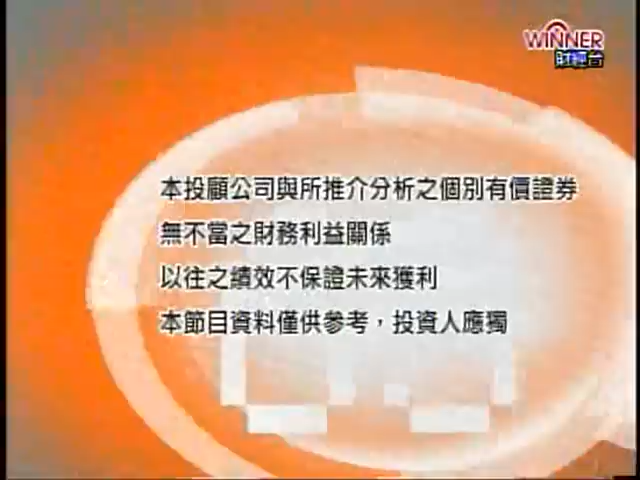 WINNER
財經台
本投顧公司與所推介分析之個別有價證券
無不當之財務利益關係
以往之績效不保證未來獲利
本節目資料僅供參考，投資人應獨